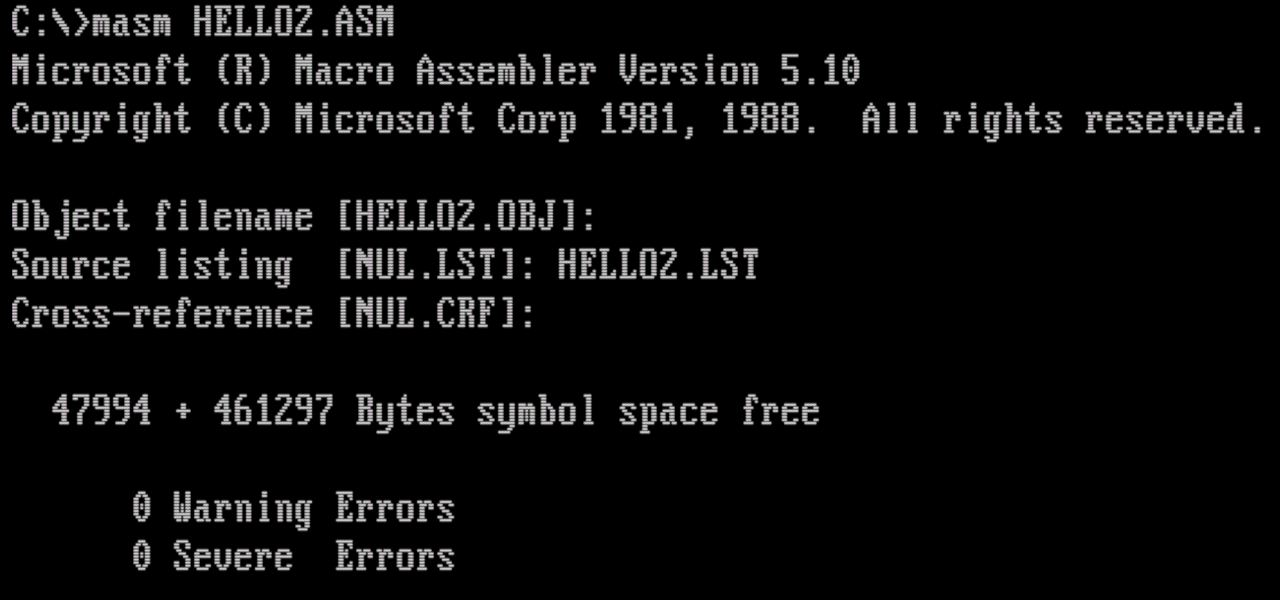 C:\>masm HELLO2.ASM
Microsoft (R) Macro Assembler Version 5.10
Copyright (C) Microsoft Corp 1981, 1988.  All rights reserved.
Object filename [HELLO2.OBJ]:
Source listing  [NUL.LST]: HELLO2.LST
Cross-reference [NUL.CRF]:
47994 + 461297 Bytes symbol space free
0 Warning Errors
0 Severe  Errors